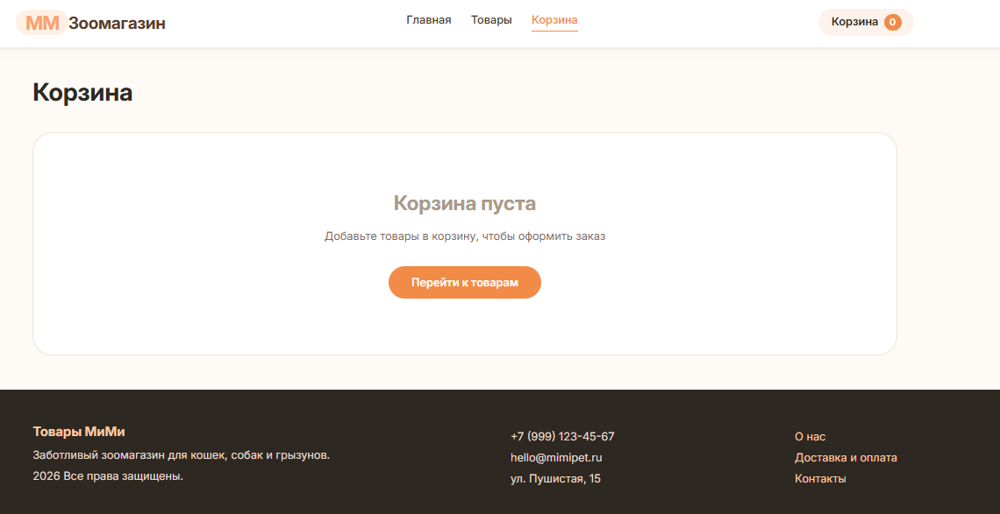 ММ Зоомагазин
Главная Товары Корзина
Корзина 0
Корзина
Корзина пуста
Добавьте товары в корзину, чтобы оформить заказ
Перейти к товарам
Товары МиМи
Заботливый зоомагазин для кошек, собак и грызунов.
2026 Все права защищены.
+7 (999) 123-45-67
hello@mimipet.ru
ул. Пушистая, 15
О нас
Доставка и оплата
Контакты